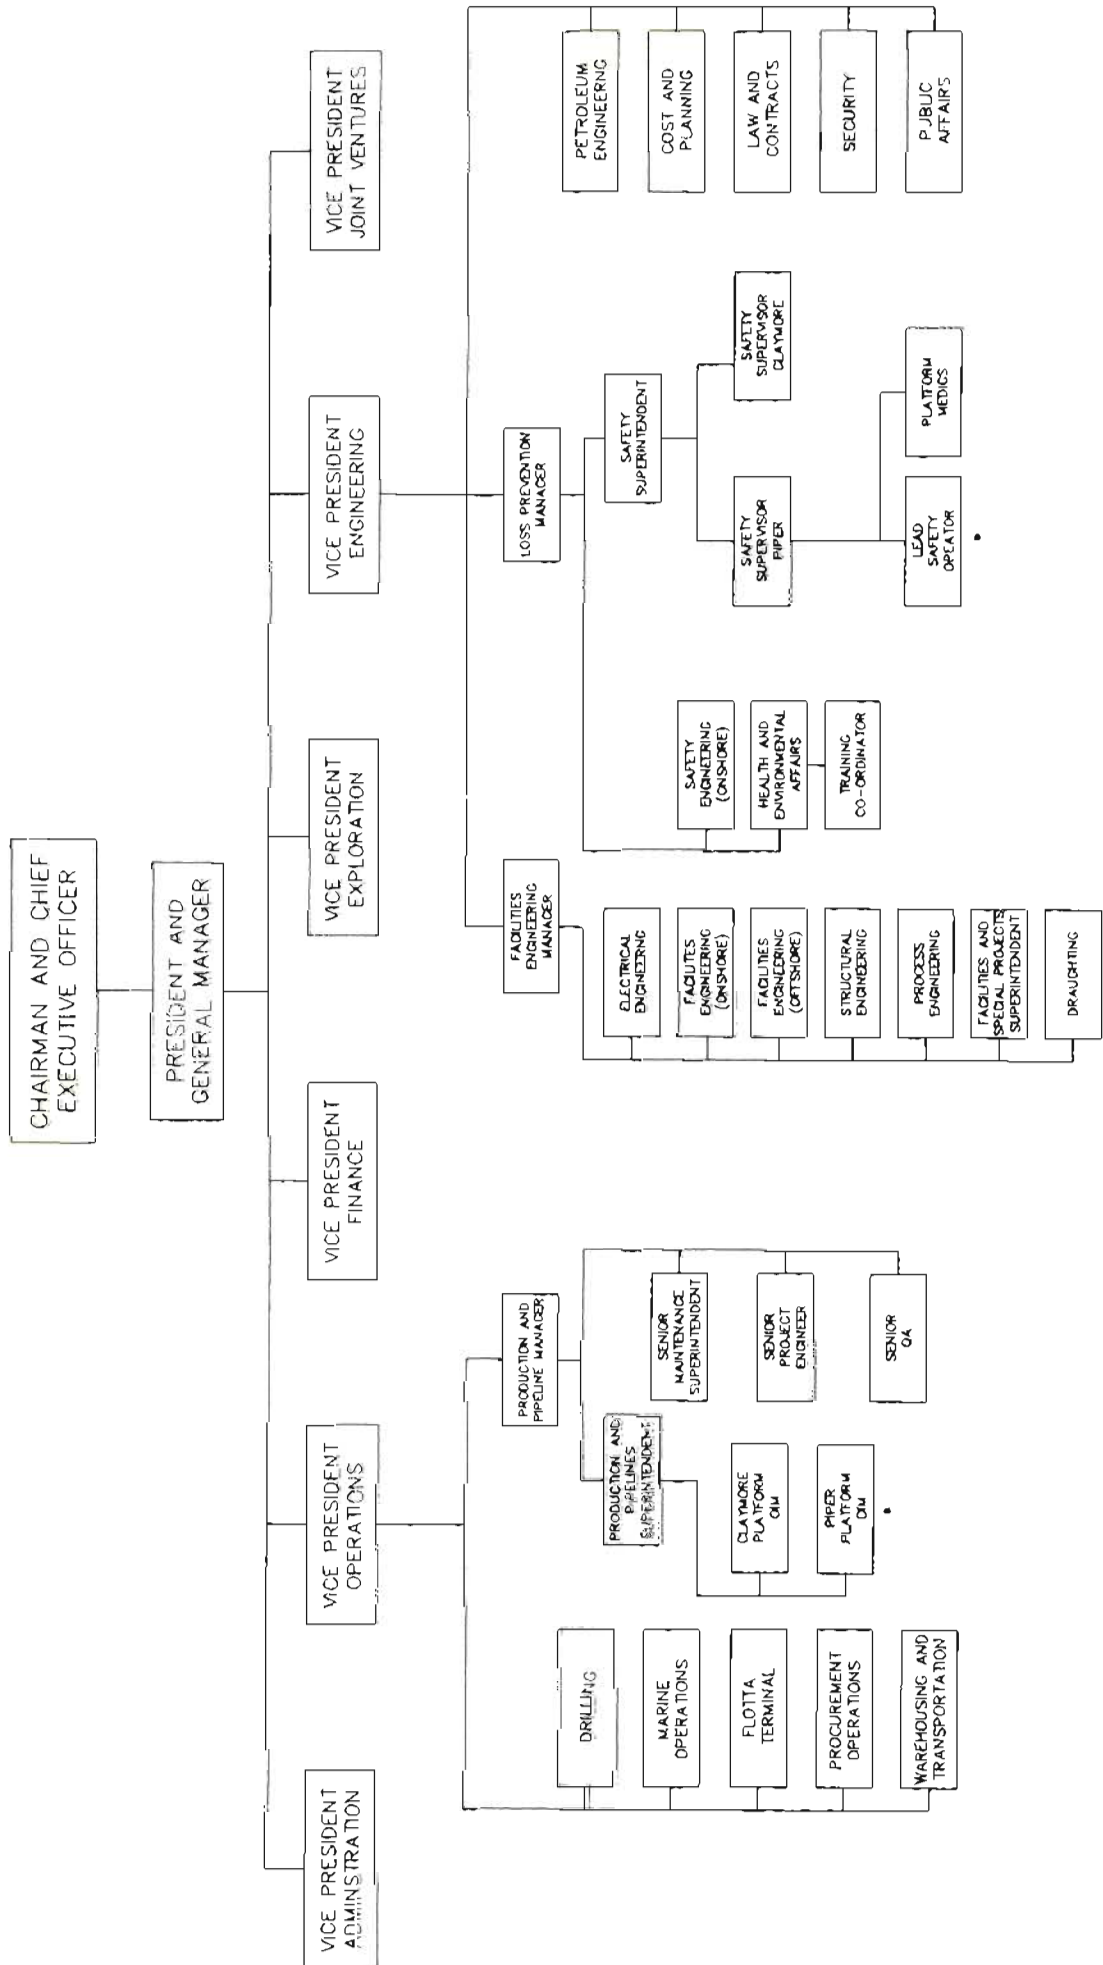 CHAIRMAN AND CHIEF
EXECUTIVE OFFICER
PRESIDENT AND
GENERAL MANAGER
VICE PRESIDENT
ADMINSTRATION
VICE PRESIDENT
OPERATIONS
VICE PRESIDENT
FINANCE
VICE PRESIDENT
EXPLORATION
VICE PRESIDENT
ENGINEERING
VICE PRESIDENT
JOINT VENTURES
DRILLING
MARINE
OPERATIONS
FLOTTA
TERMINAL
PROCUREMENT
OPERATIONS
WAREHOUSING AND
TRANSPORTATION
PRODUCTION AND
PIPELINE MANAGER
PRODUCTION AND
PIPELINES
SUPERINTENDENT
CLAYMORE
PLATFORM
OIM
PIPER
PLATFORM
OIM
SENIOR
MAINTENANCE
SUPERINTENDENT
SENIOR
PROJECT
ENGINEER
SENIOR
QA
FACILITIES
ENGINEERING
MANAGER
ELECTRICAL
ENGINEERING
FACILITES
ENGINEERING
(ONSHORE)
FACILITIES
ENGINEERING
(OFTSHORE)
STRUCTURAL
ENGINEERING
PROCESS
ENGINEERING
FACILITIES AND
SPECIAL PROJECTS
SUPERINTENDENT
DRAUGHTING
LOSS PREVENTION
MANAGER
SAFETY
ENGINEERING
(ONSHORE)
HEALTH AND
ENVIRONMENTAL
AFFAIRS
TRAINING
CO-ORDINATOR
SAFETY
SUPERINTENDENT
SAFETY
SUPERVISOR
PIPER
SAFETY
SUPERVISOR
CLAYMORE
LEAD
SAFETY
OPEATOR
PLATFORM
MEDICS
PETROLEUM
ENGINEERNG
COST AND
PLANNING
LAW AND
CONTRACTS
SECURITY
PUBLIC
AFFAIRS